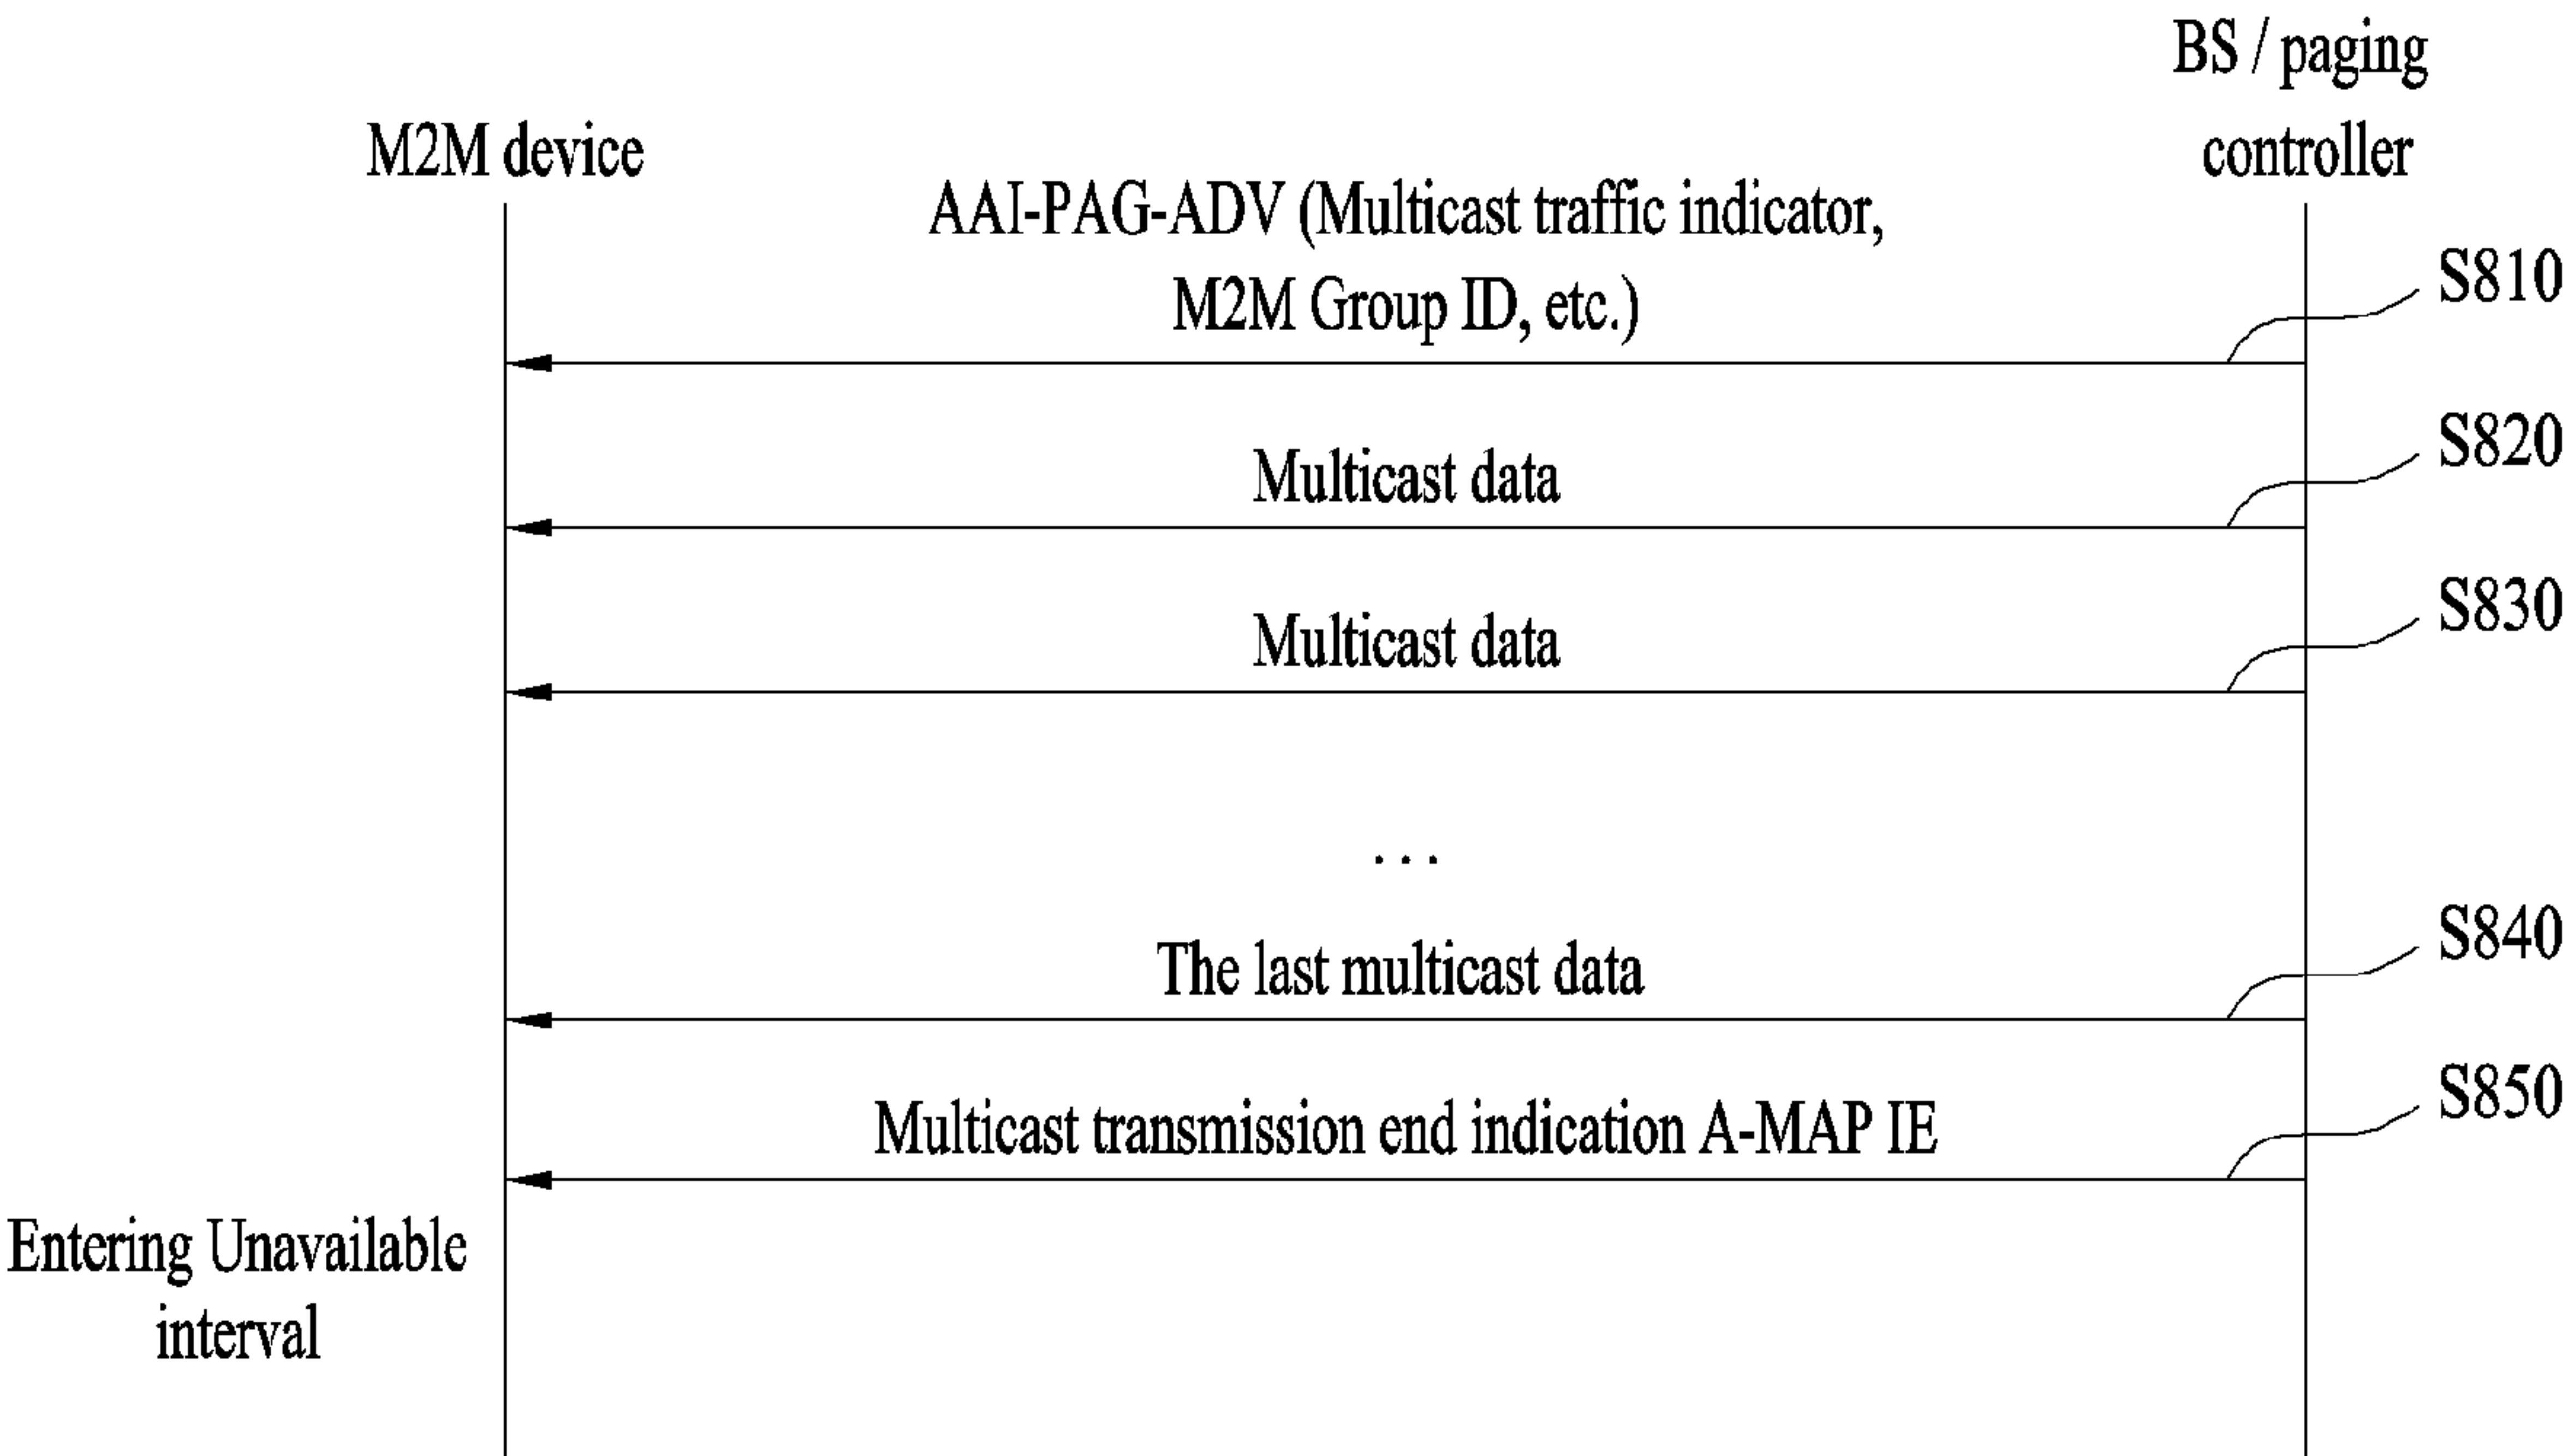 BS / paging
controller
M2M device
AAI-PAG-ADV (Multicast traffic indicator,
M2M Group ID, etc.)
S810
Multicast data
S820
Multicast data
S830
...
The last multicast data
S840
Multicast transmission end indication A-MAP IE
S850
Entering Unavailable
interval